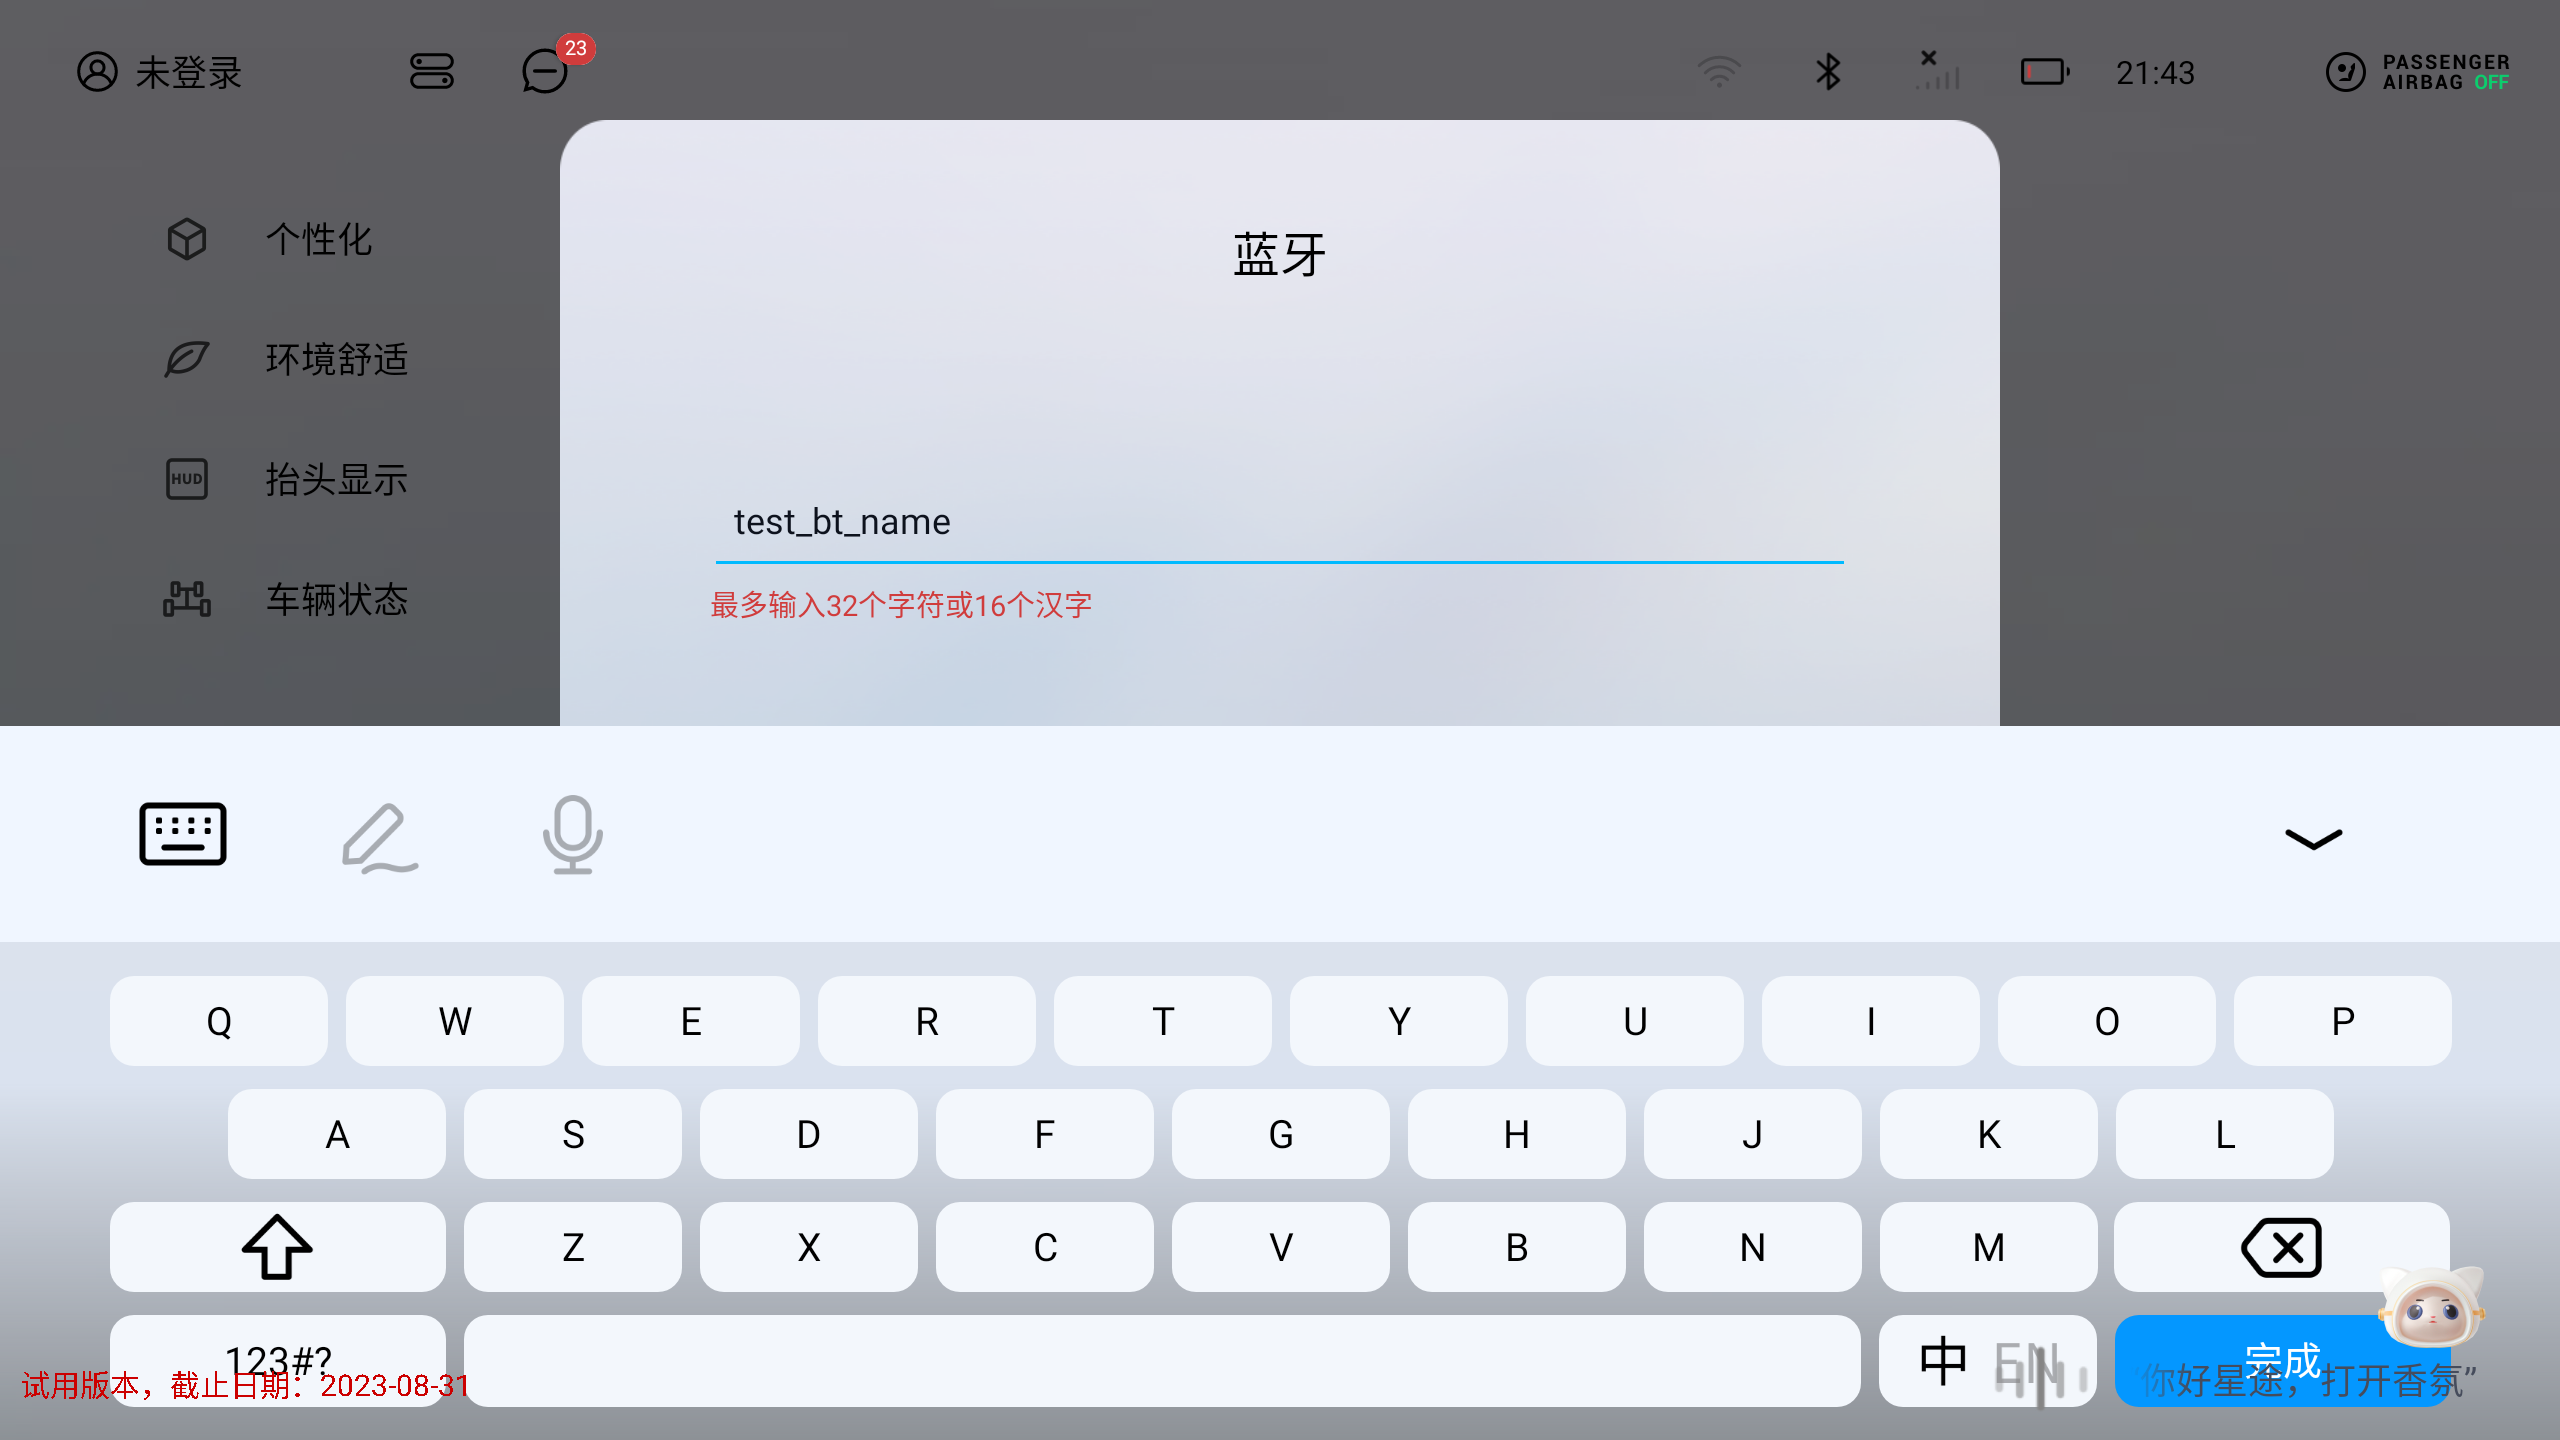 未登录
23
21:43
PASSENGER
AIRBAG OFF
个性化
环境舒适
HUD
抬头显示
车辆状态
蓝牙
test_bt_name
最多输入32个字符或16个汉字
Q W E R T Y U I O P
A S D F G H J K L
Z X C V B N M
123#?
中 EN
完成
试用版本，截止日期：2023-08-31
“你好星途，打开香氛”